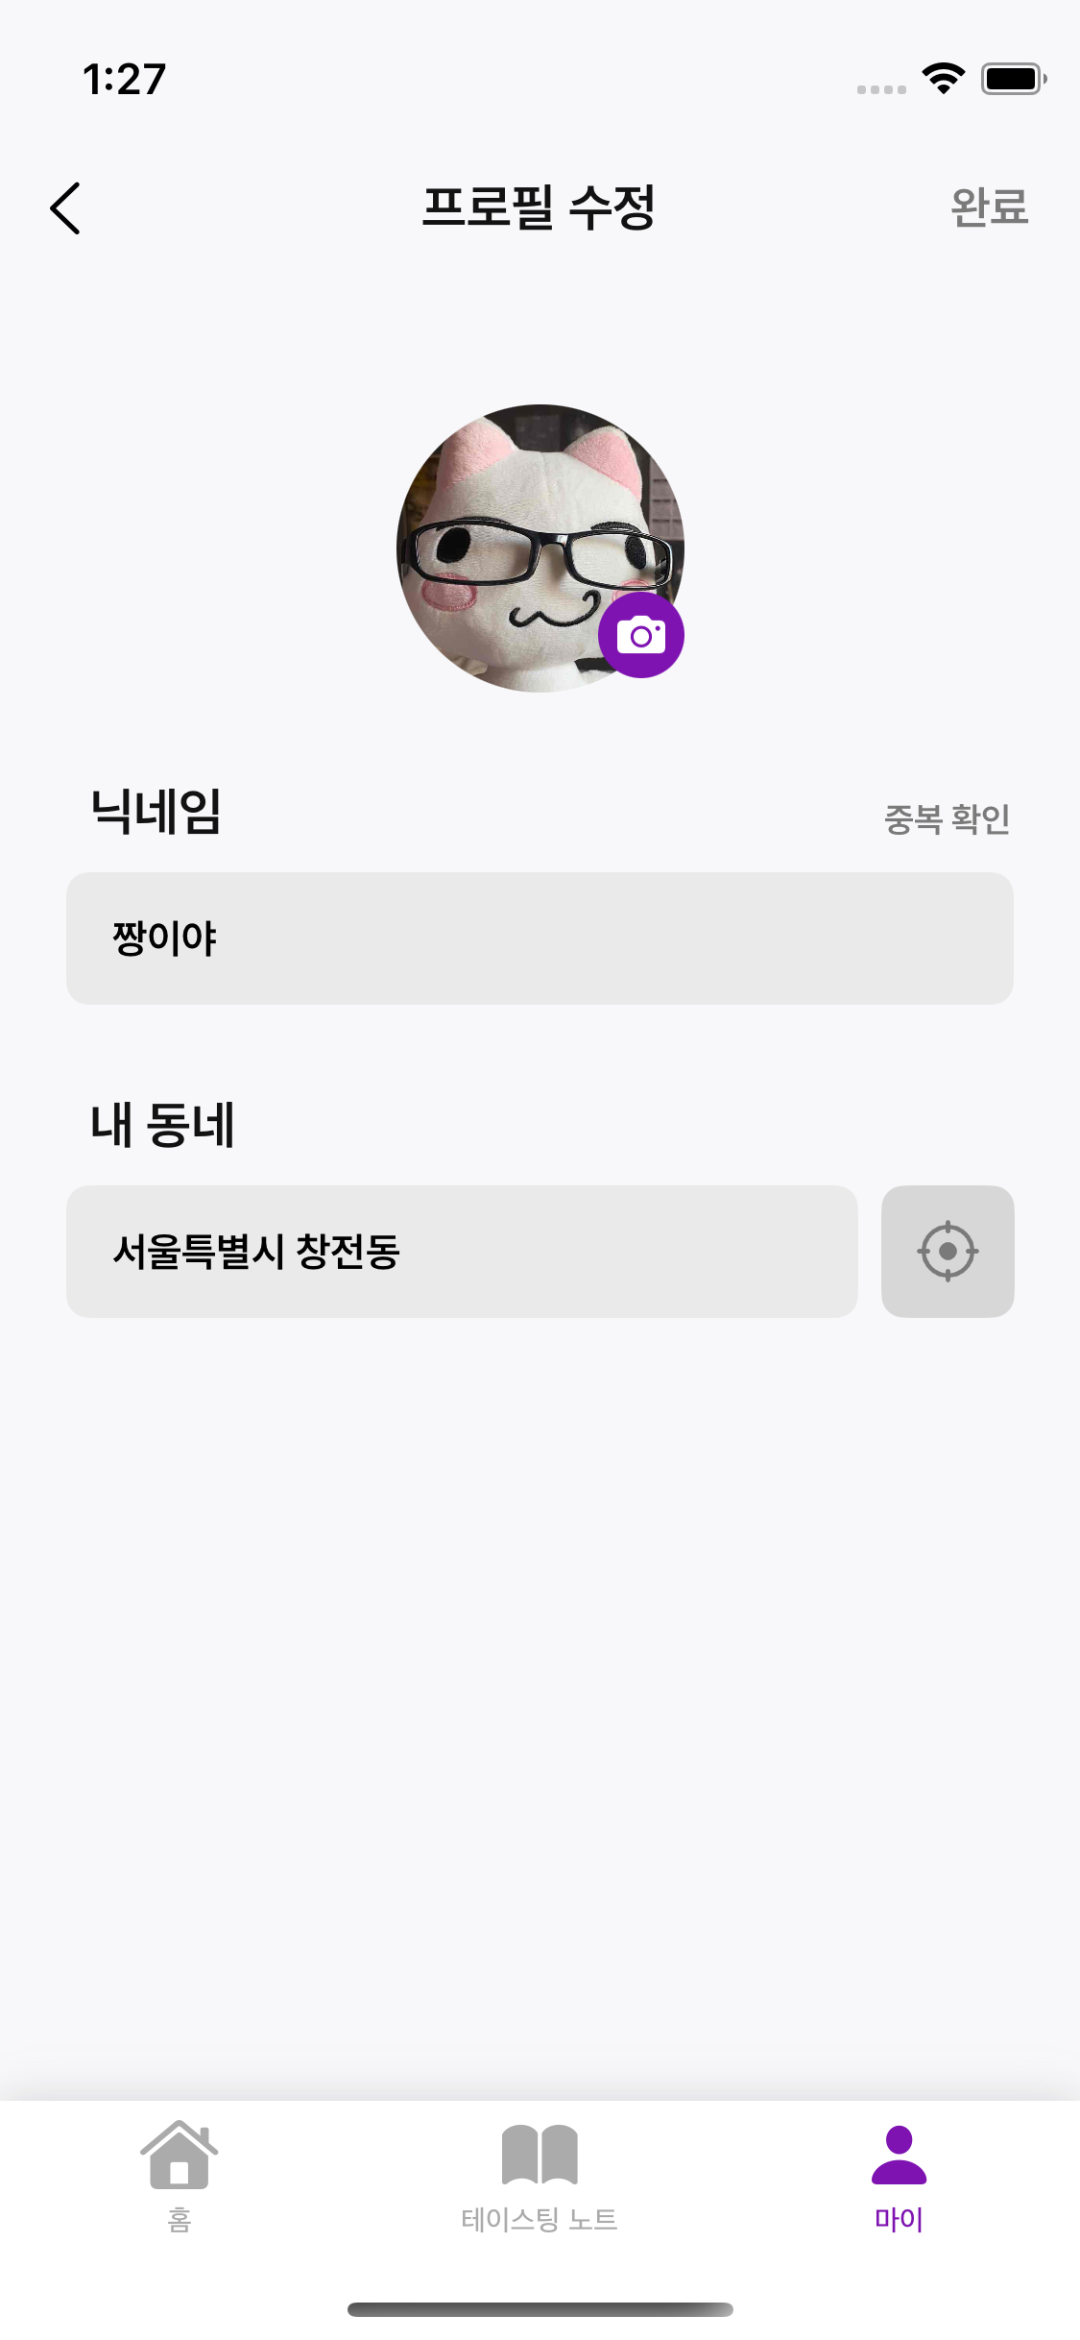 1:27
프로필 수정
완료
닉네임
중복 확인
짱이야
내 동네
서울특별시 창전동
홈
테이스팅 노트
마이